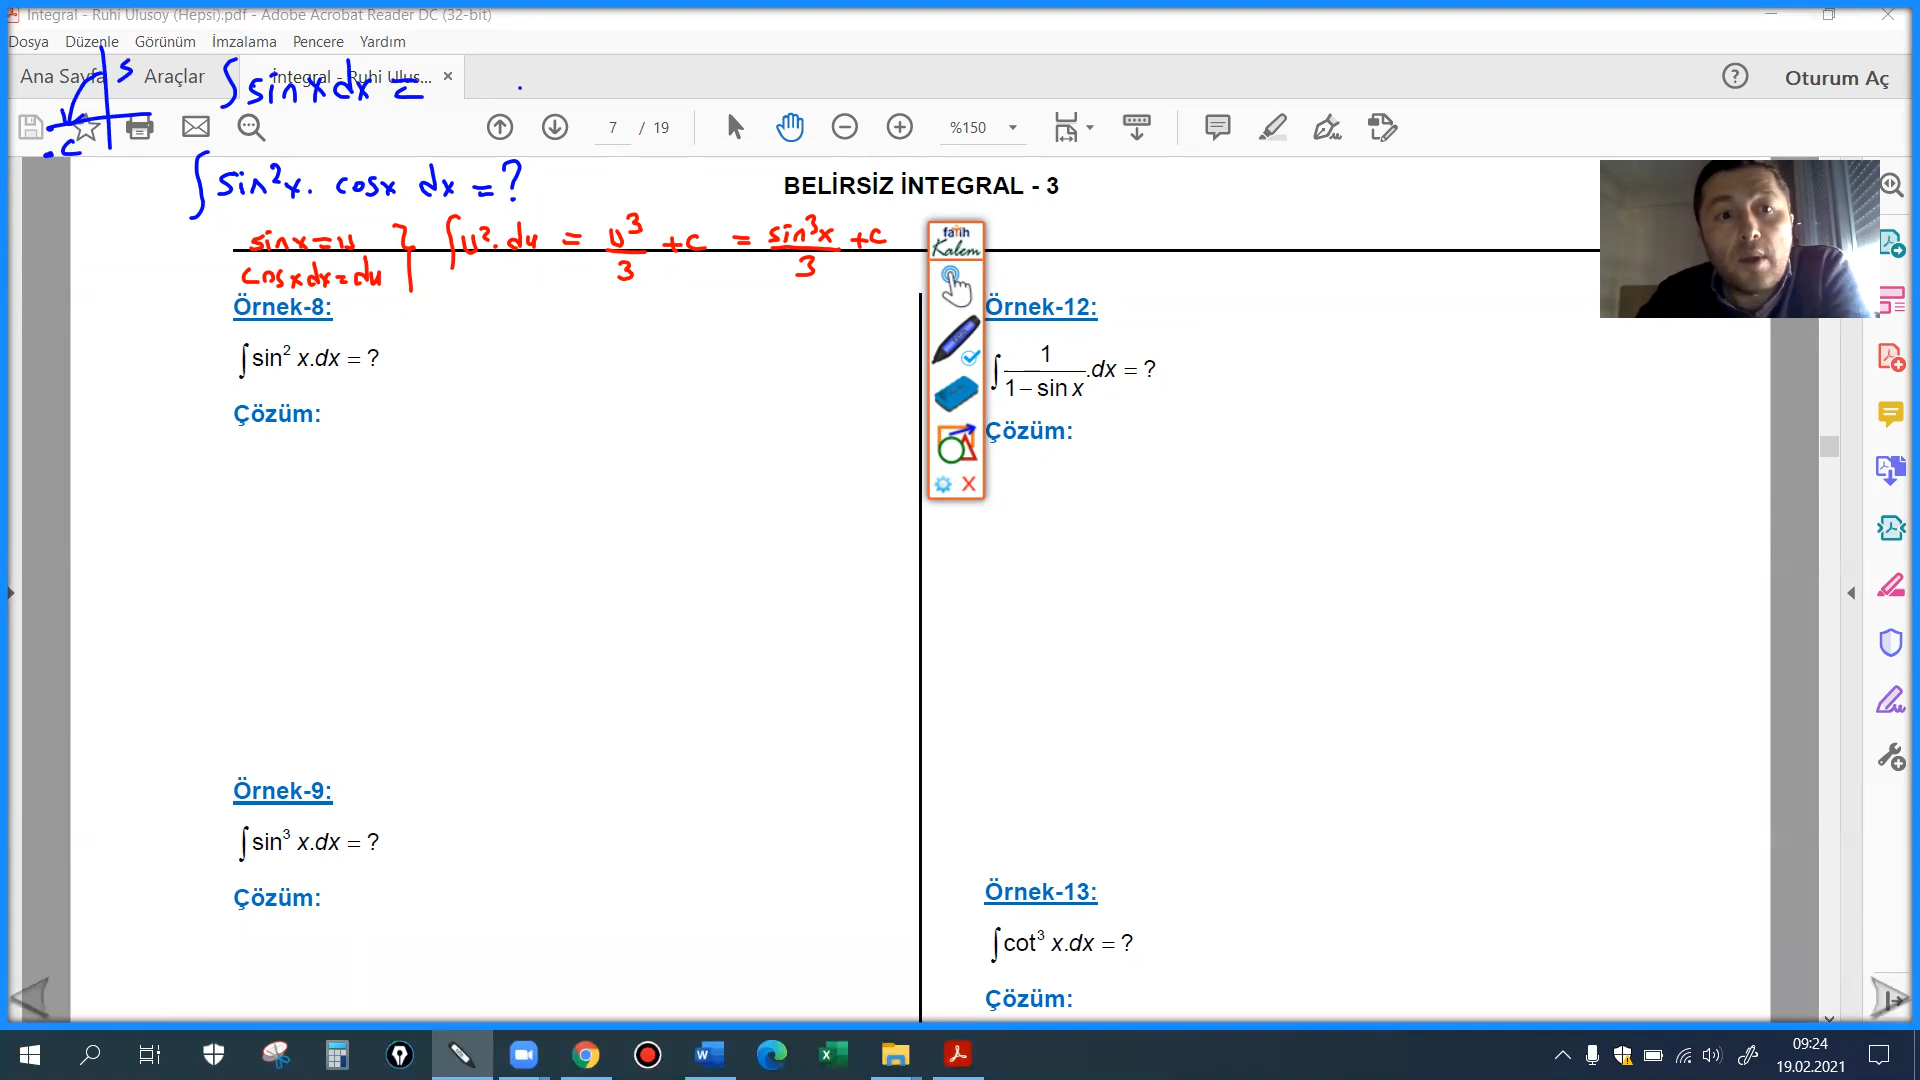 İntegral - Ruhi Ulusoy (Hepsi).pdf - Adobe Acrobat Reader DC (32-bit)
Dosya Düzenle Görünüm İmzalama Pencere Yardım
Ana Sayfa Araçlar İntegral - Ruhi Ulus... × Oturum Aç
S
C
∫ sin x dx =
7 / 19 %150
∫ sin²x. cosx dx = ?
BELİRSİZ İNTEGRAL - 3
sinx = u
cosx dx = du
∫ u². du = u³/3 + c = sin³x/3 + c
fatih
Kalem
Örnek-8:
∫ sin² x.dx = ?
Çözüm:
Örnek-9:
∫ sin³ x.dx = ?
Çözüm:
Örnek-12:
∫ 1/(1 − sin x) .dx = ?
Çözüm:
Örnek-13:
∫ cot³ x.dx = ?
Çözüm:
09:24
19.02.2021